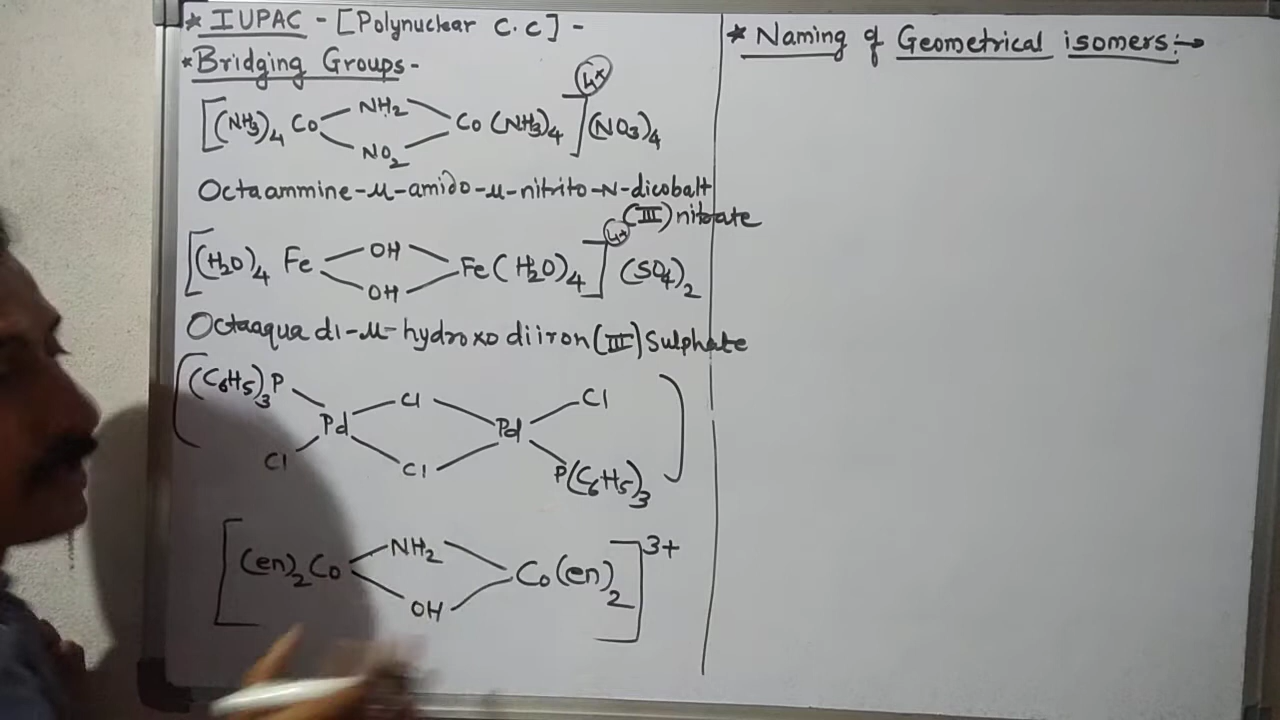 * IUPAC - [Polynuclear C.C] -
* Bridging Groups -
[(NH3)4 Co NH2 NO2 Co (NH3)4]4+ (NO3)4
Octaammine-μ-amido-μ-nitrito-N-dicobalt
(III) nitrate
[(H2O)4 Fe OH OH Fe (H2O)4]4+ (SO4)2
Octaaqua di-μ-hydroxo diiron (III) Sulphate
(C6H5)3 P Cl Cl
Pd Pd
Cl Cl P(C6H5)3
[(en)2 Co NH2 OH Co (en)2]3+
* Naming of Geometrical isomers:→